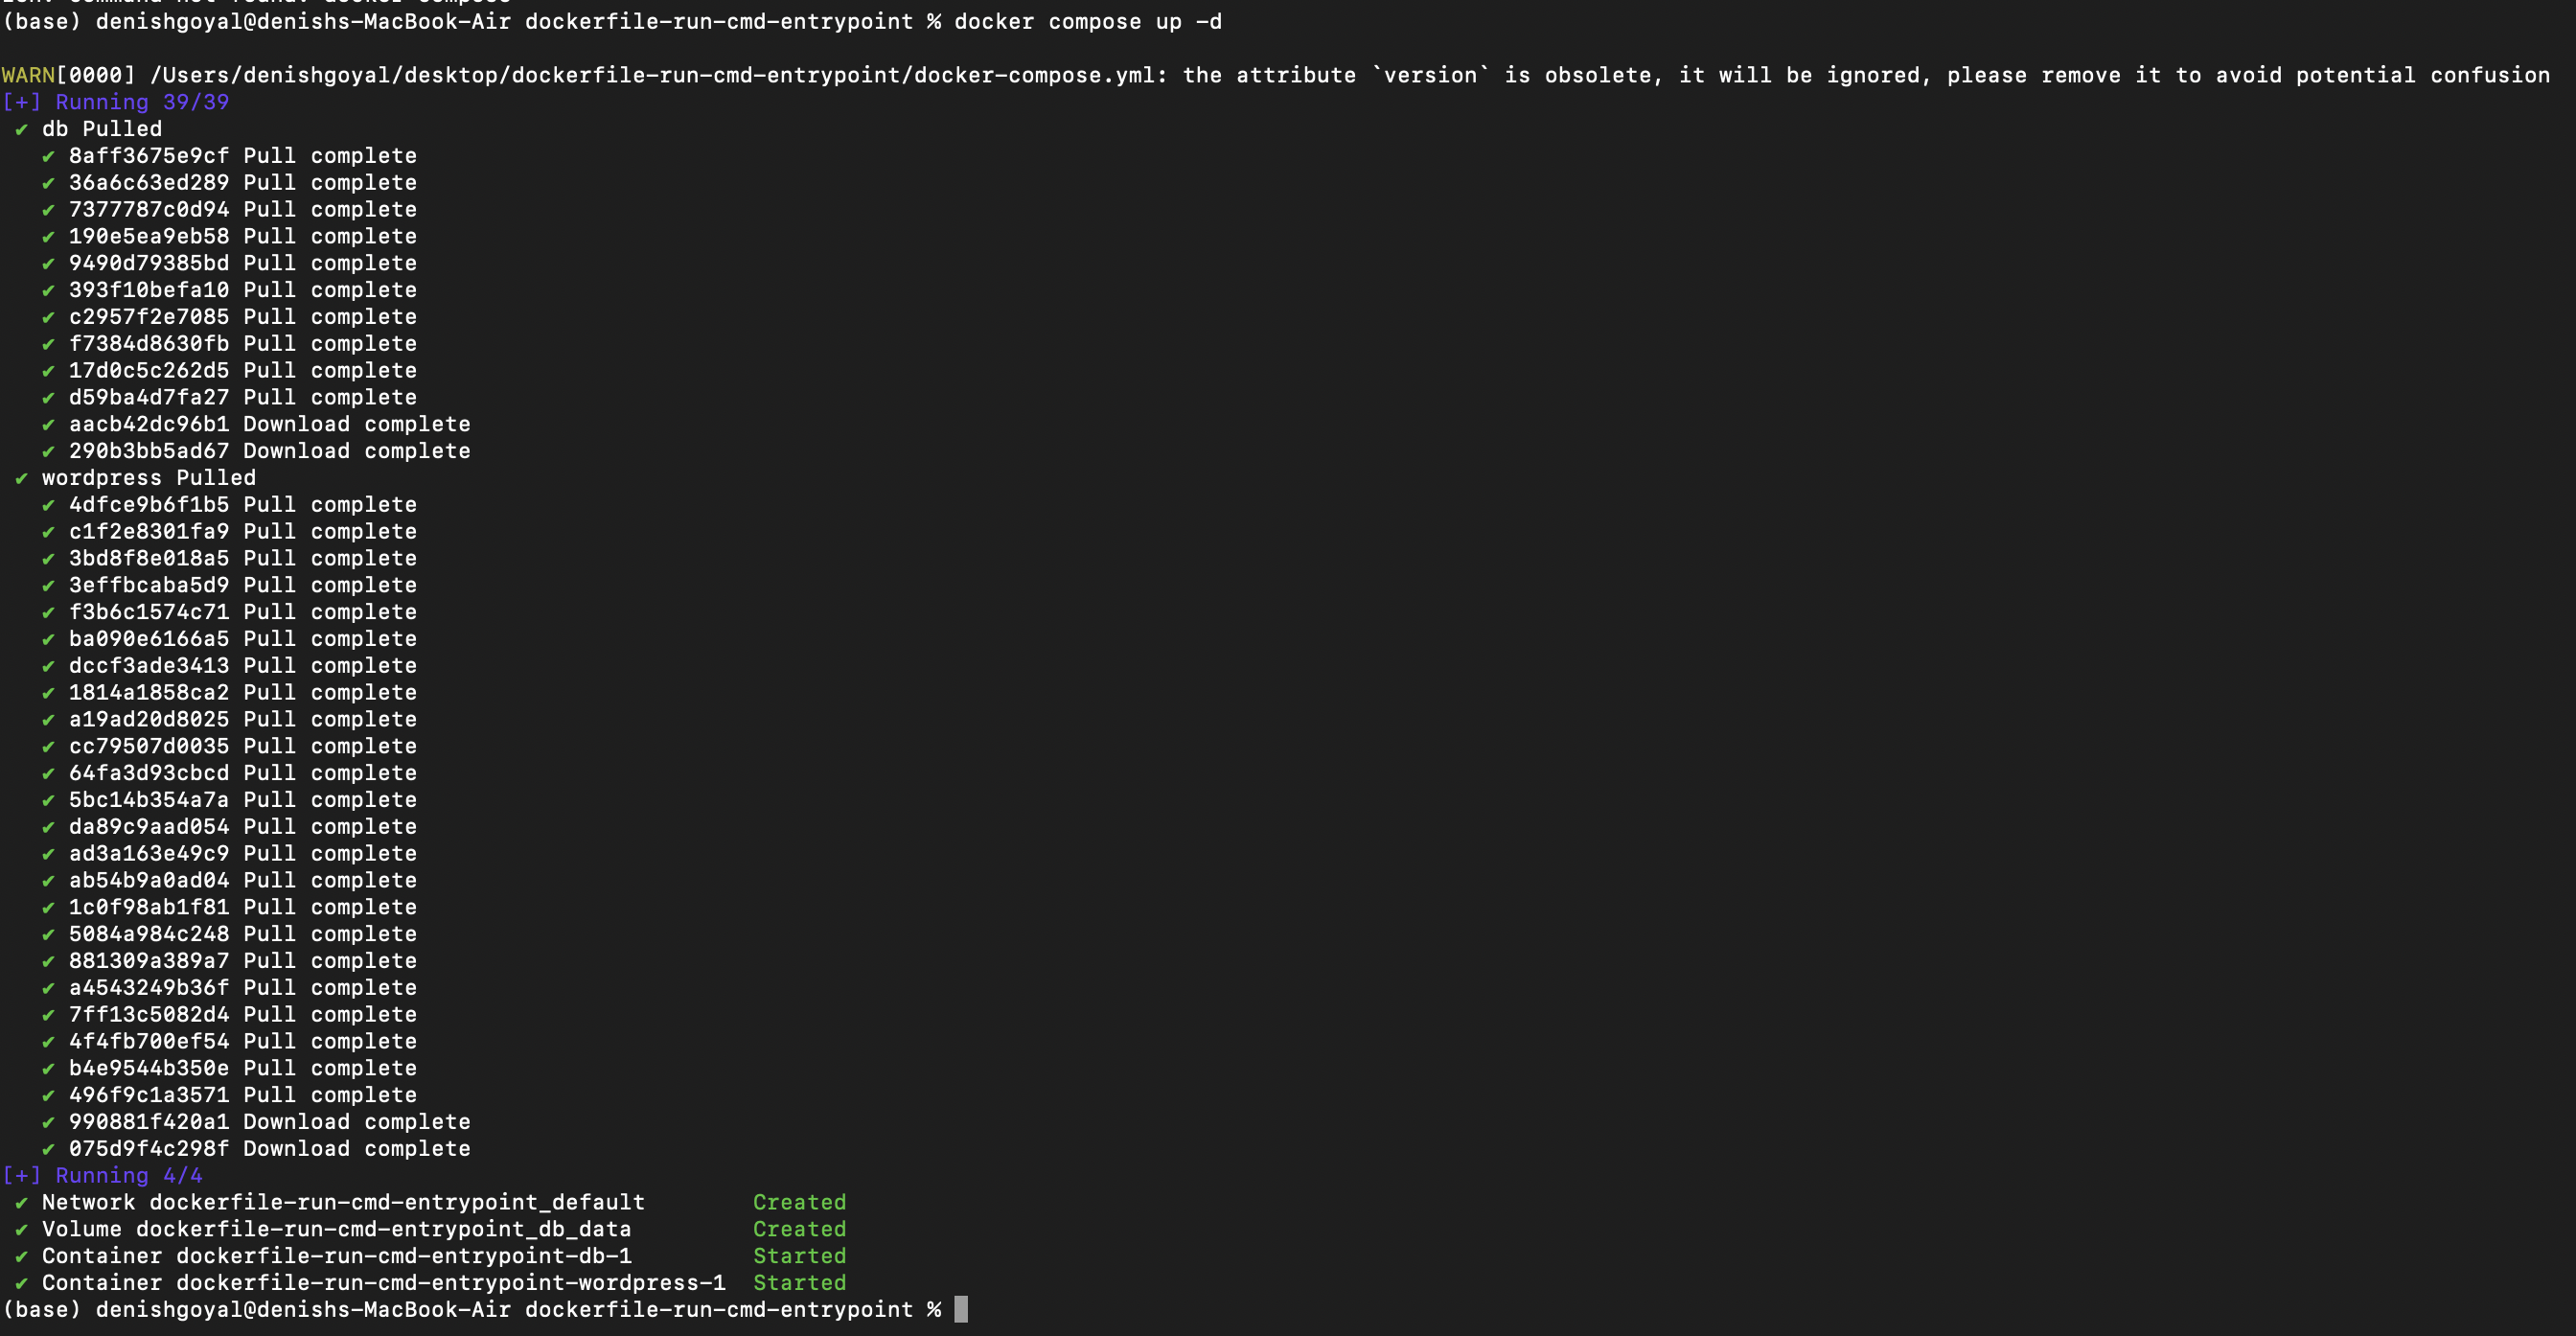 (base) denishgoyal@denishs-MacBook-Air dockerfile-run-cmd-entrypoint % docker compose up -d
WARN[0000] /Users/denishgoyal/desktop/dockerfile-run-cmd-entrypoint/docker-compose.yml: the attribute `version` is obsolete, it will be ignored, please remove it to avoid potential confusion
[+] Running 39/39
✔ db Pulled
✔ 8aff3675e9cf Pull complete
✔ 36a6c63ed289 Pull complete
✔ 7377787c0d94 Pull complete
✔ 190e5ea9eb58 Pull complete
✔ 9490d79385bd Pull complete
✔ 393f10befa10 Pull complete
✔ c2957f2e7085 Pull complete
✔ f7384d8630fb Pull complete
✔ 17d0c5c262d5 Pull complete
✔ d59ba4d7fa27 Pull complete
✔ aacb42dc96b1 Download complete
✔ 290b3bb5ad67 Download complete
✔ wordpress Pulled
✔ 4dfce9b6f1b5 Pull complete
✔ c1f2e8301fa9 Pull complete
✔ 3bd8f8e018a5 Pull complete
✔ 3effbcaba5d9 Pull complete
✔ f3b6c1574c71 Pull complete
✔ ba090e6166a5 Pull complete
✔ dccf3ade3413 Pull complete
✔ 1814a1858ca2 Pull complete
✔ a19ad20d8025 Pull complete
✔ cc79507d0035 Pull complete
✔ 64fa3d93cbcd Pull complete
✔ 5bc14b354a7a Pull complete
✔ da89c9aad054 Pull complete
✔ ad3a163e49c9 Pull complete
✔ ab54b9a0ad04 Pull complete
✔ 1c0f98ab1f81 Pull complete
✔ 5084a984c248 Pull complete
✔ 881309a389a7 Pull complete
✔ a4543249b36f Pull complete
✔ 7ff13c5082d4 Pull complete
✔ 4f4fb700ef54 Pull complete
✔ b4e9544b350e Pull complete
✔ 496f9c1a3571 Pull complete
✔ 990881f420a1 Download complete
✔ 075d9f4c298f Download complete
[+] Running 4/4
✔ Network dockerfile-run-cmd-entrypoint_default Created
✔ Volume dockerfile-run-cmd-entrypoint_db_data Created
✔ Container dockerfile-run-cmd-entrypoint-db-1 Started
✔ Container dockerfile-run-cmd-entrypoint-wordpress-1 Started
(base) denishgoyal@denishs-MacBook-Air dockerfile-run-cmd-entrypoint %